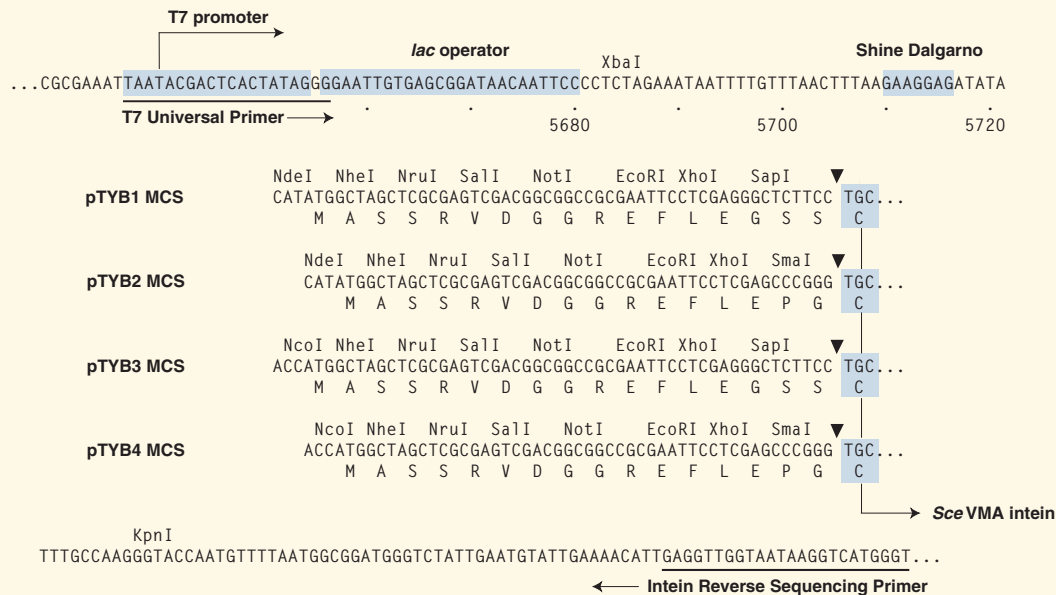 T7 promoter
lac operator
XbaI
Shine Dalgarno
...CGCGAAATTAATACGACTCACTATAGGGGAATTGTGAGCGGATAACAATTCCCCTCTAGAAATAATTTTGTTTAACTTTAAGAAGGAGATATA
T7 Universal Primer
5680 5700 5720
NdeI NheI NruI SalI NotI EcoRI XhoI SapI
pTYB1 MCS CATATGGCTAGCTCGCGAGTCGACGGCGGCCGCGAATTCCTCGAGGGCTCTTCC TGC...
M A S S R V D G G R E F L E G S S C
NdeI NheI NruI SalI NotI EcoRI XhoI SmaI
pTYB2 MCS CATATGGCTAGCTCGCGAGTCGACGGCGGCCGCGAATTCCTCGAGCCCGGG TGC...
M A S S R V D G G R E F L E P G C
NcoI NheI NruI SalI NotI EcoRI XhoI SapI
pTYB3 MCS ACCATGGCTAGCTCGCGAGTCGACGGCGGCCGCGAATTCCTCGAGGGCTCTTCC TGC...
M A S S R V D G G R E F L E G S S C
NcoI NheI NruI SalI NotI EcoRI XhoI SmaI
pTYB4 MCS ACCATGGCTAGCTCGCGAGTCGACGGCGGCCGCGAATTCCTCGAGCCCGGG TGC...
M A S S R V D G G R E F L E P G C
Sce VMA intein
KpnI
TTTGCCAAGGGTACCAATGTTTTAATGGCGGATGGGTCTATTGAATGTATTGAAAACATTGAGGTTGGTAATAAGGTCATGGGT...
Intein Reverse Sequencing Primer